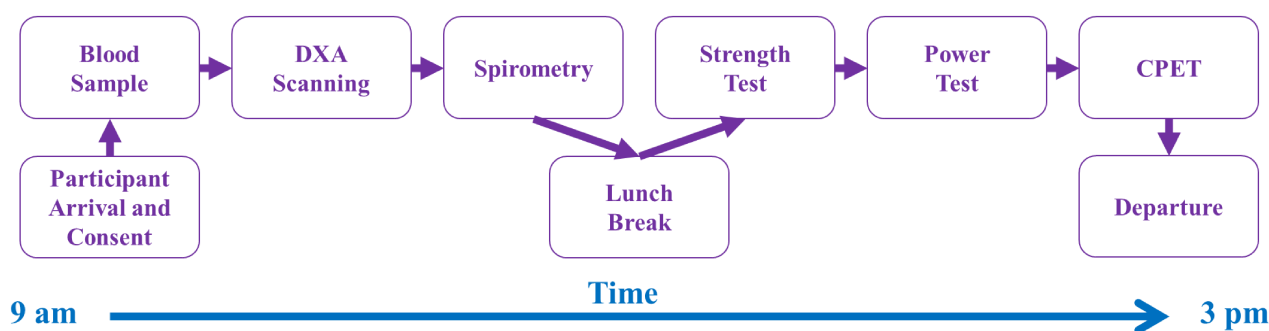 Blood
Sample
DXA
Scanning
Spirometry
Strength
Test
Power
Test
CPET
Participant
Arrival and
Consent
Lunch
Break
Departure
Time
9 am
3 pm